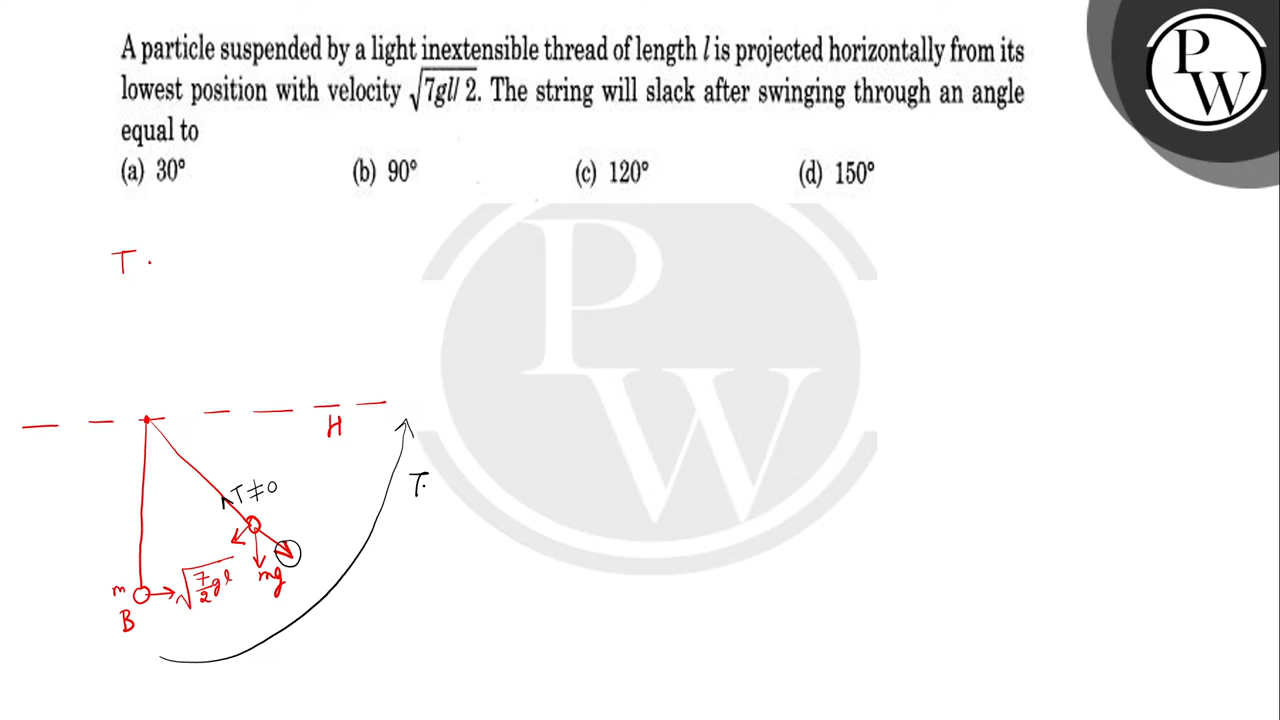 A particle suspended by a light inextensible thread of length l is projected horizontally from its
lowest position with velocity √7gl/ 2. The string will slack after swinging through an angle
equal to
(a) 30° (b) 90° (c) 120° (d) 150°
P
W
T .
P
W
H
T≠0
T.
m
√7/2 gl
mg
B